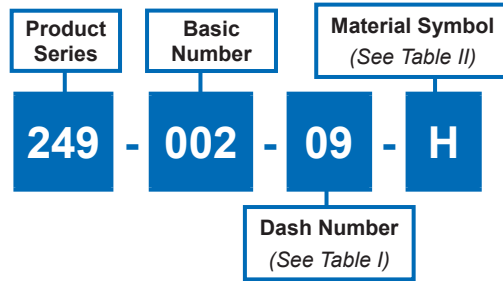 Product
Series
Basic
Number
Material Symbol
(See Table II)
249 - 002 - 09 - H
Dash Number
(See Table I)